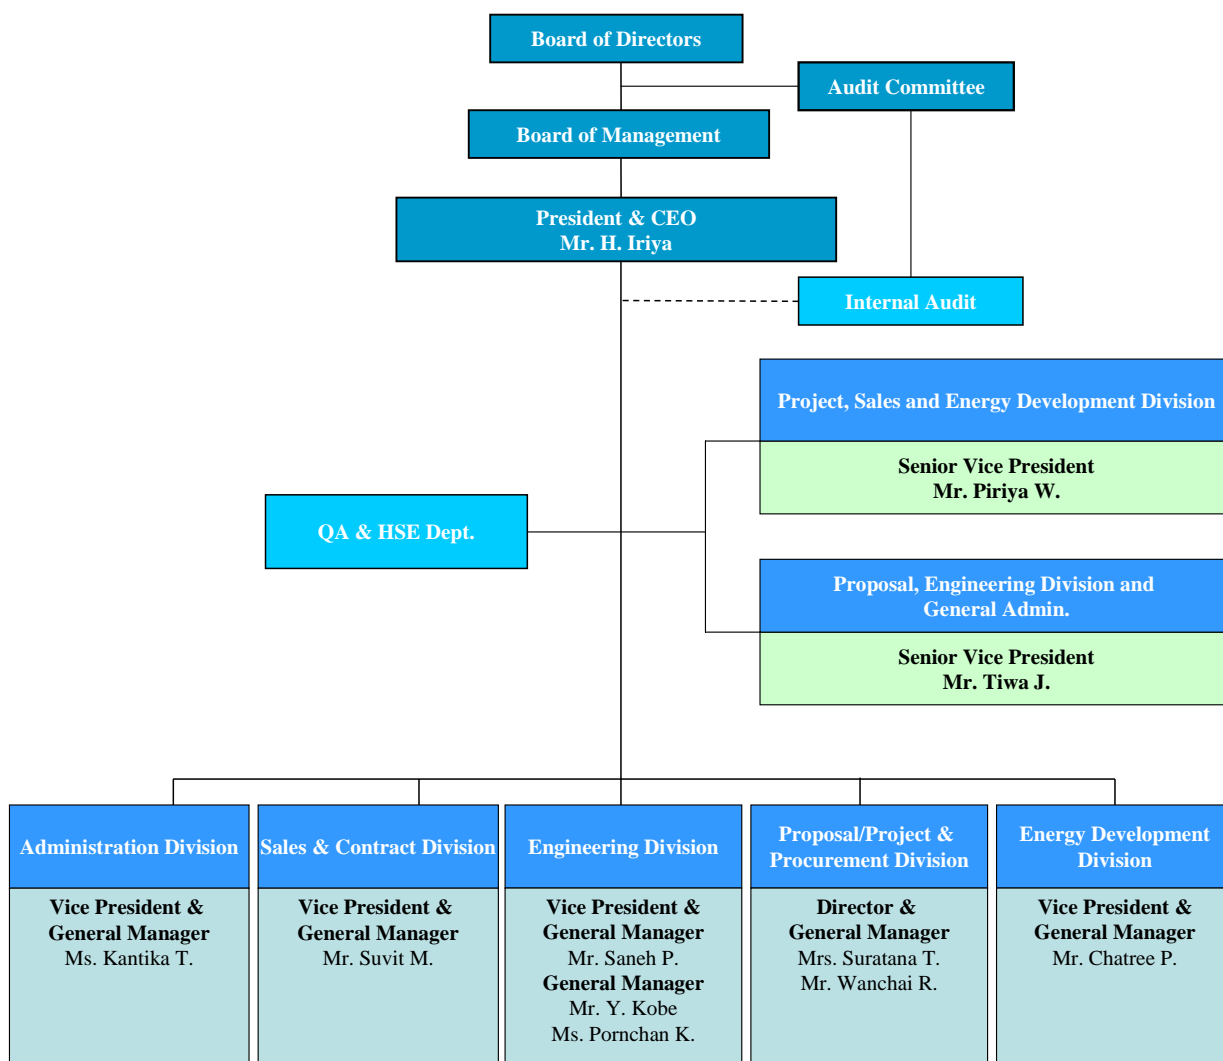 Board of Directors
Audit Committee
Board of Management
President & CEO
Mr. H. Iriya
Internal Audit
Project, Sales and Energy Development Division
Senior Vice President
Mr. Piriya W.
QA & HSE Dept.
Proposal, Engineering Division and
General Admin.
Senior Vice President
Mr. Tiwa J.
Administration Division
Vice President &
General Manager
Ms. Kantika T.
Sales & Contract Division
Vice President &
General Manager
Mr. Suvit M.
Engineering Division
Vice President &
General Manager
Mr. Saneh P.
General Manager
Mr. Y. Kobe
Ms. Pornchan K.
Proposal/Project &
Procurement Division
Director &
General Manager
Mrs. Suratana T.
Mr. Wanchai R.
Energy Development
Division
Vice President &
General Manager
Mr. Chatree P.